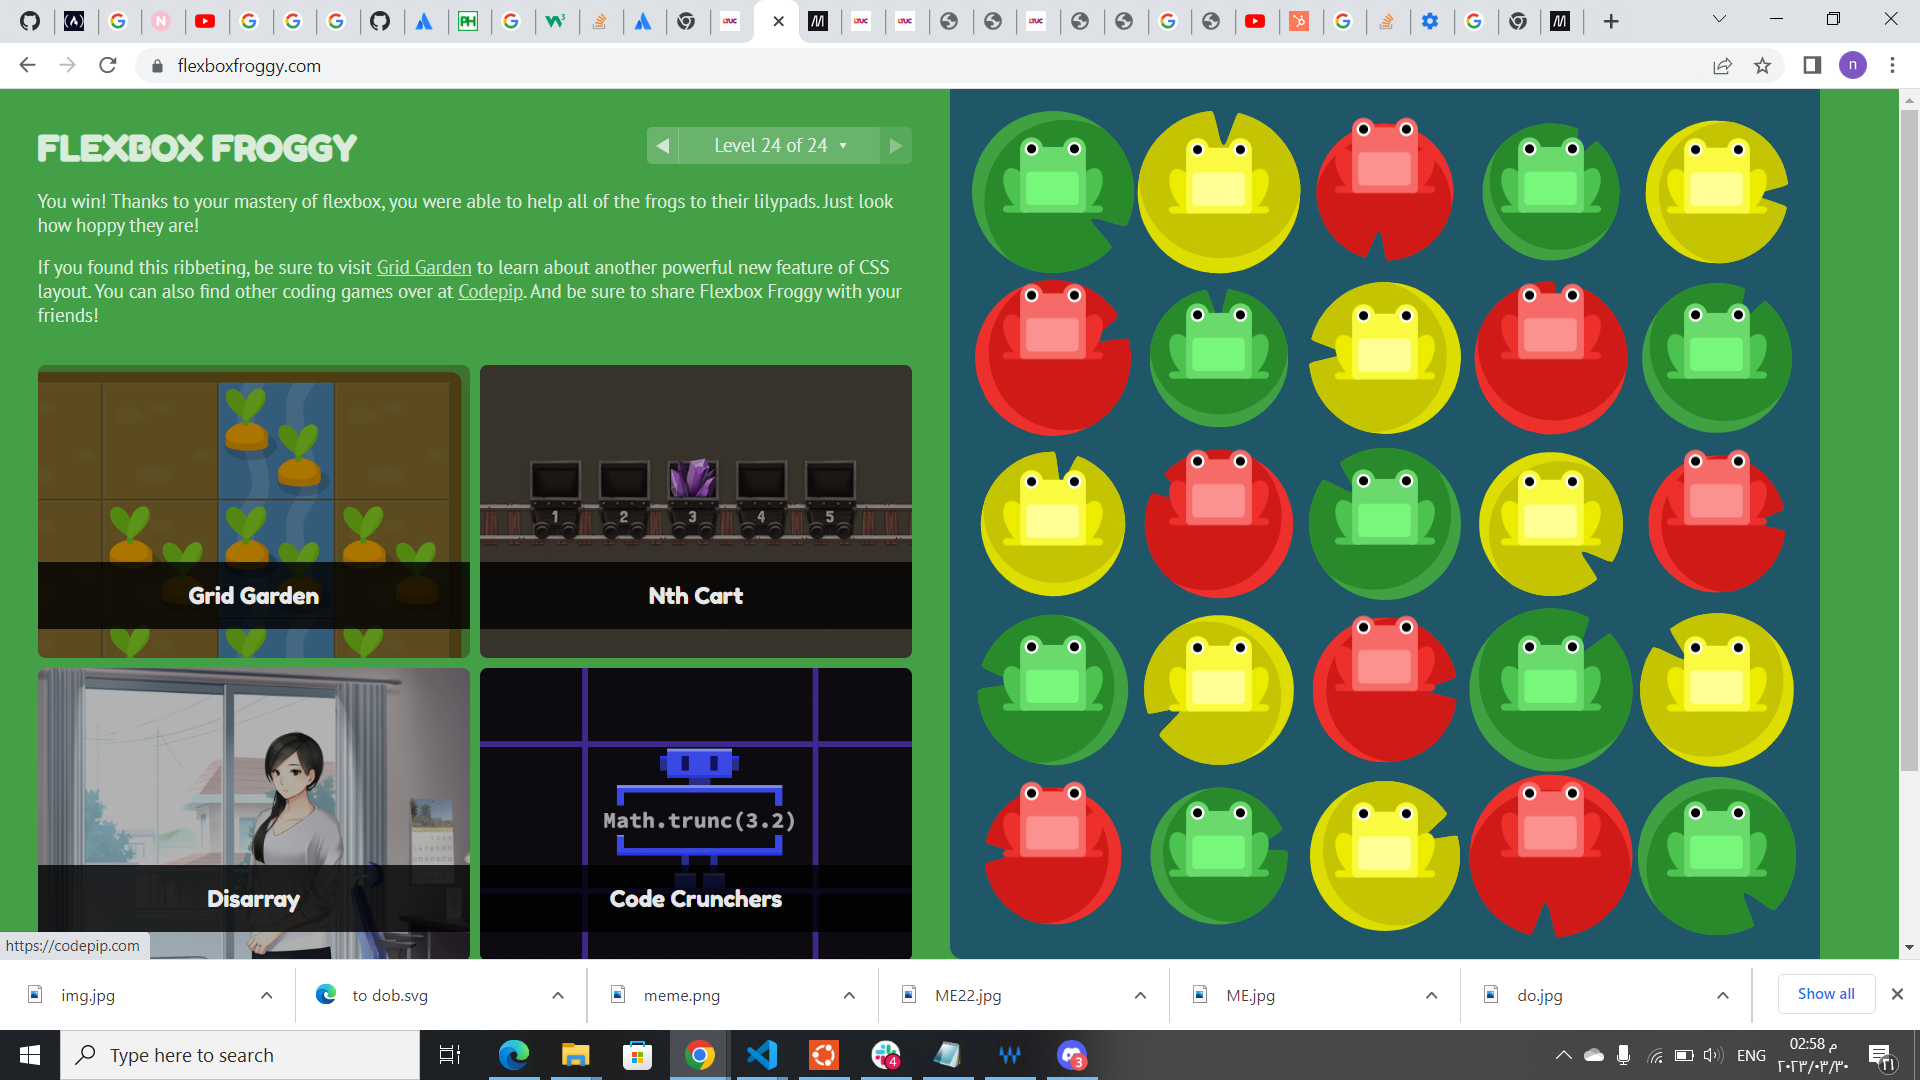 flexboxfroggy.com
n
FLEXBOX FROGGY
Level 24 of 24
You win! Thanks to your mastery of flexbox, you were able to help all of the frogs to their lilypads. Just look
how hoppy they are!
If you found this ribbeting, be sure to visit Grid Garden to learn about another powerful new feature of CSS
layout. You can also find other coding games over at Codepip. And be sure to share Flexbox Froggy with your
friends!
1 2 3 4 5
Grid Garden
Nth Cart
Math.trunc(3.2)
Disarray
Code Crunchers
https://codepip.com
img.jpg
to dob.svg
meme.png
ME22.jpg
ME.jpg
do.jpg
Show all
Type here to search
4
3
ENG
02:58 م
٢٠٢٣/٠٣/٣٠
٢١